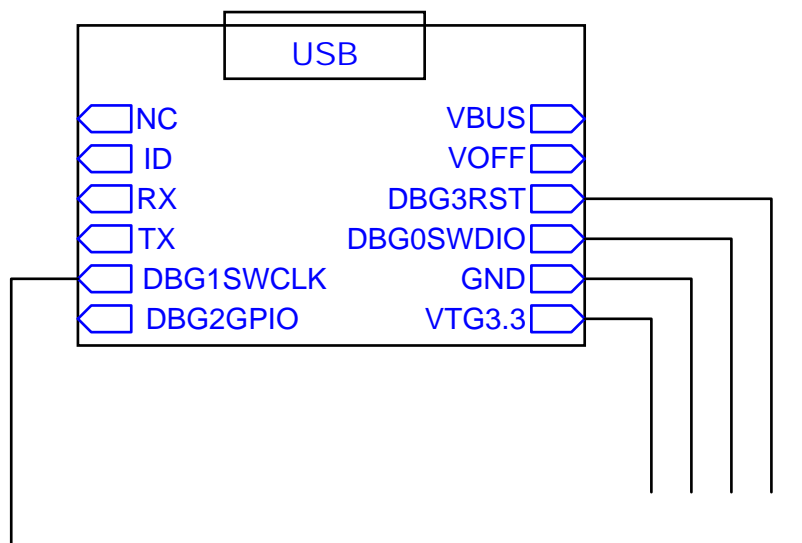 USB
NC
ID
RX
TX
DBG1SWCLK
DBG2GPIO
VBUS
VOFF
DBG3RST
DBG0SWDIO
GND
VTG3.3